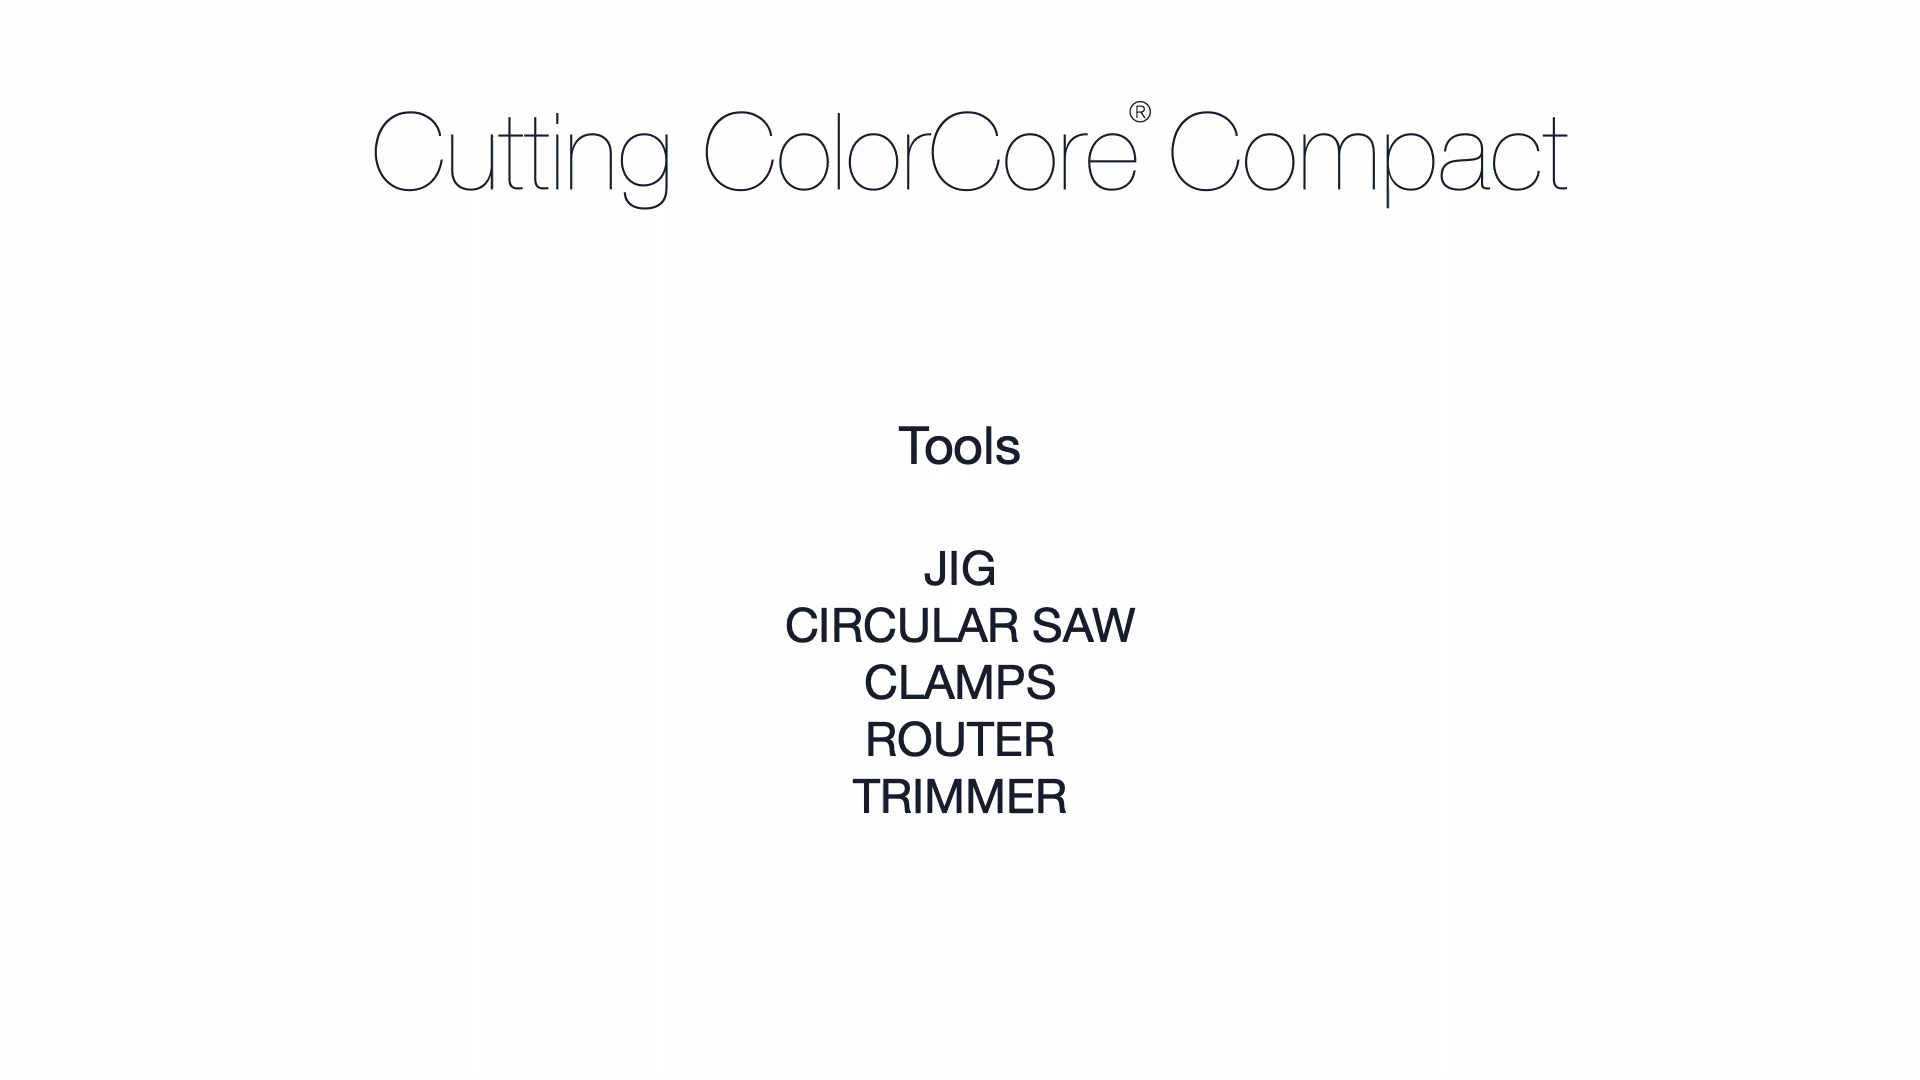 Cutting ColorCore® Compact
Tools
JIG
CIRCULAR SAW
CLAMPS
ROUTER
TRIMMER